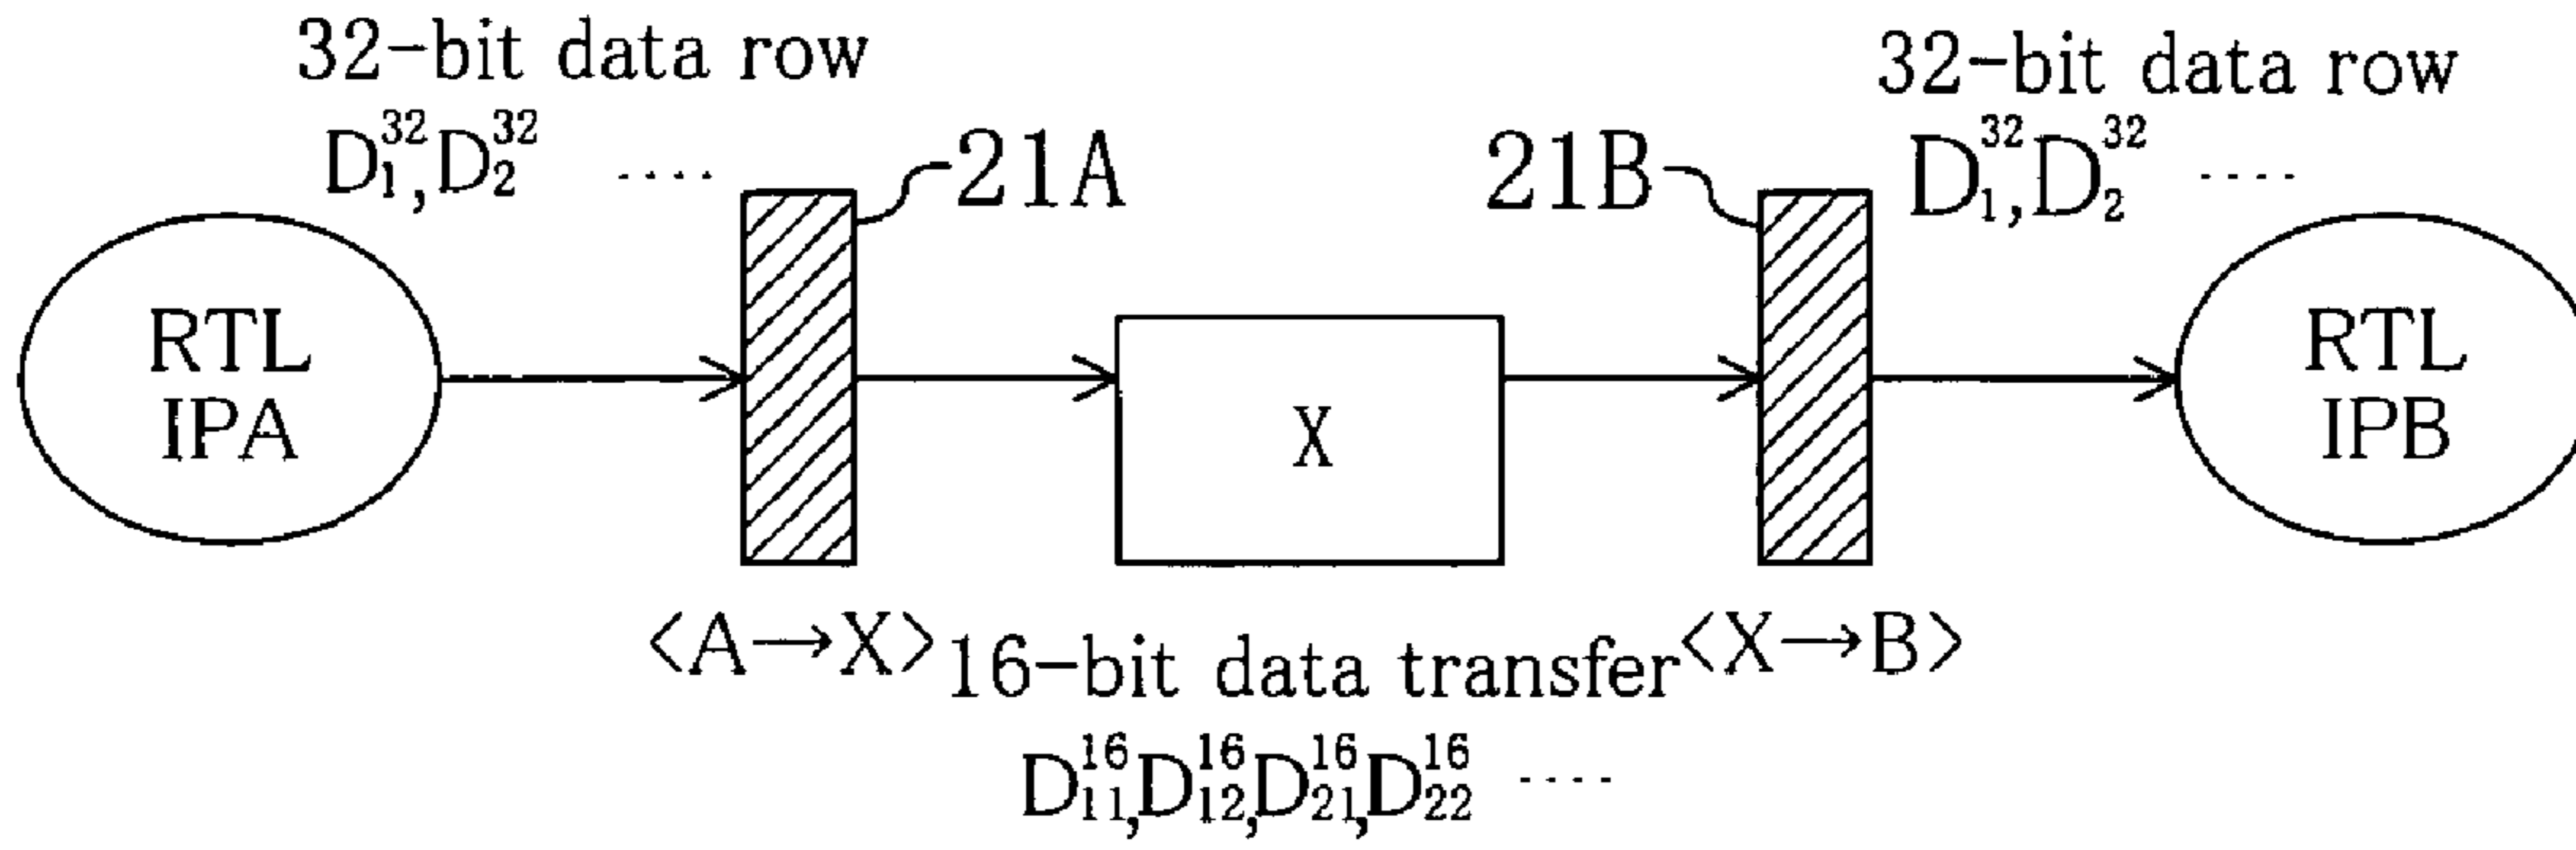 32-bit data row
D₁³²,D₂³² ····
21A
21B
32-bit data row
D₁³²,D₂³² ····
RTL
IPA
X
RTL
IPB
<A→X>
16-bit data transfer
<X→B>
D₁₁¹⁶,D₁₂¹⁶,D₂₁¹⁶,D₂₂¹⁶ ····